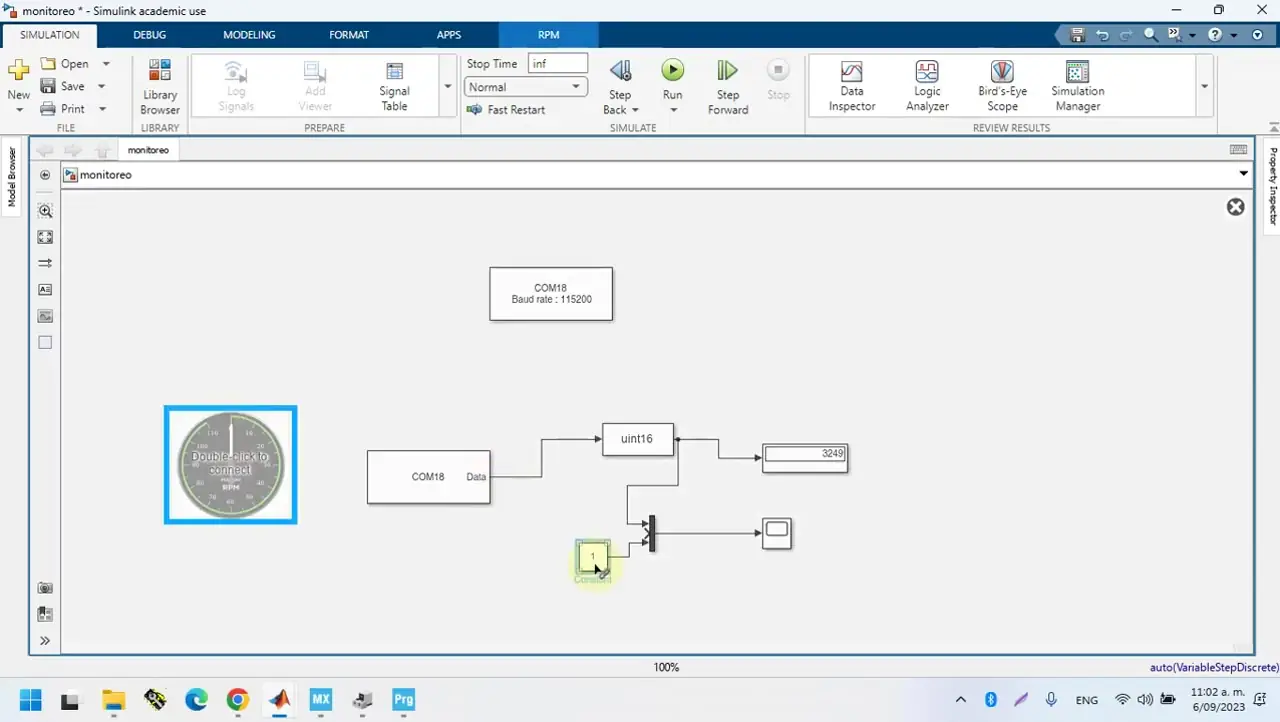 monitoreo * - Simulink academic use
SIMULATION
DEBUG
MODELING
FORMAT
APPS
RPM
New
Open
Save
Print
FILE
Library
Browser
LIBRARY
Log
Signals
Add
Viewer
Signal
Table
PREPARE
Stop Time
inf
Normal
Fast Restart
Step
Back
Run
Step
Forward
Stop
SIMULATE
Data
Inspector
Logic
Analyzer
Bird's-Eye
Scope
Simulation
Manager
REVIEW RESULTS
Model Browser
monitoreo
monitoreo
Property Inspector
COM18
Baud rate : 115200
Double-click to
connect
RPM
COM18
Data
uint16
3249
1
Constant
100%
auto(VariableStepDiscrete)
MX
Prg
ENG
11:02 a. m.
6/09/2023